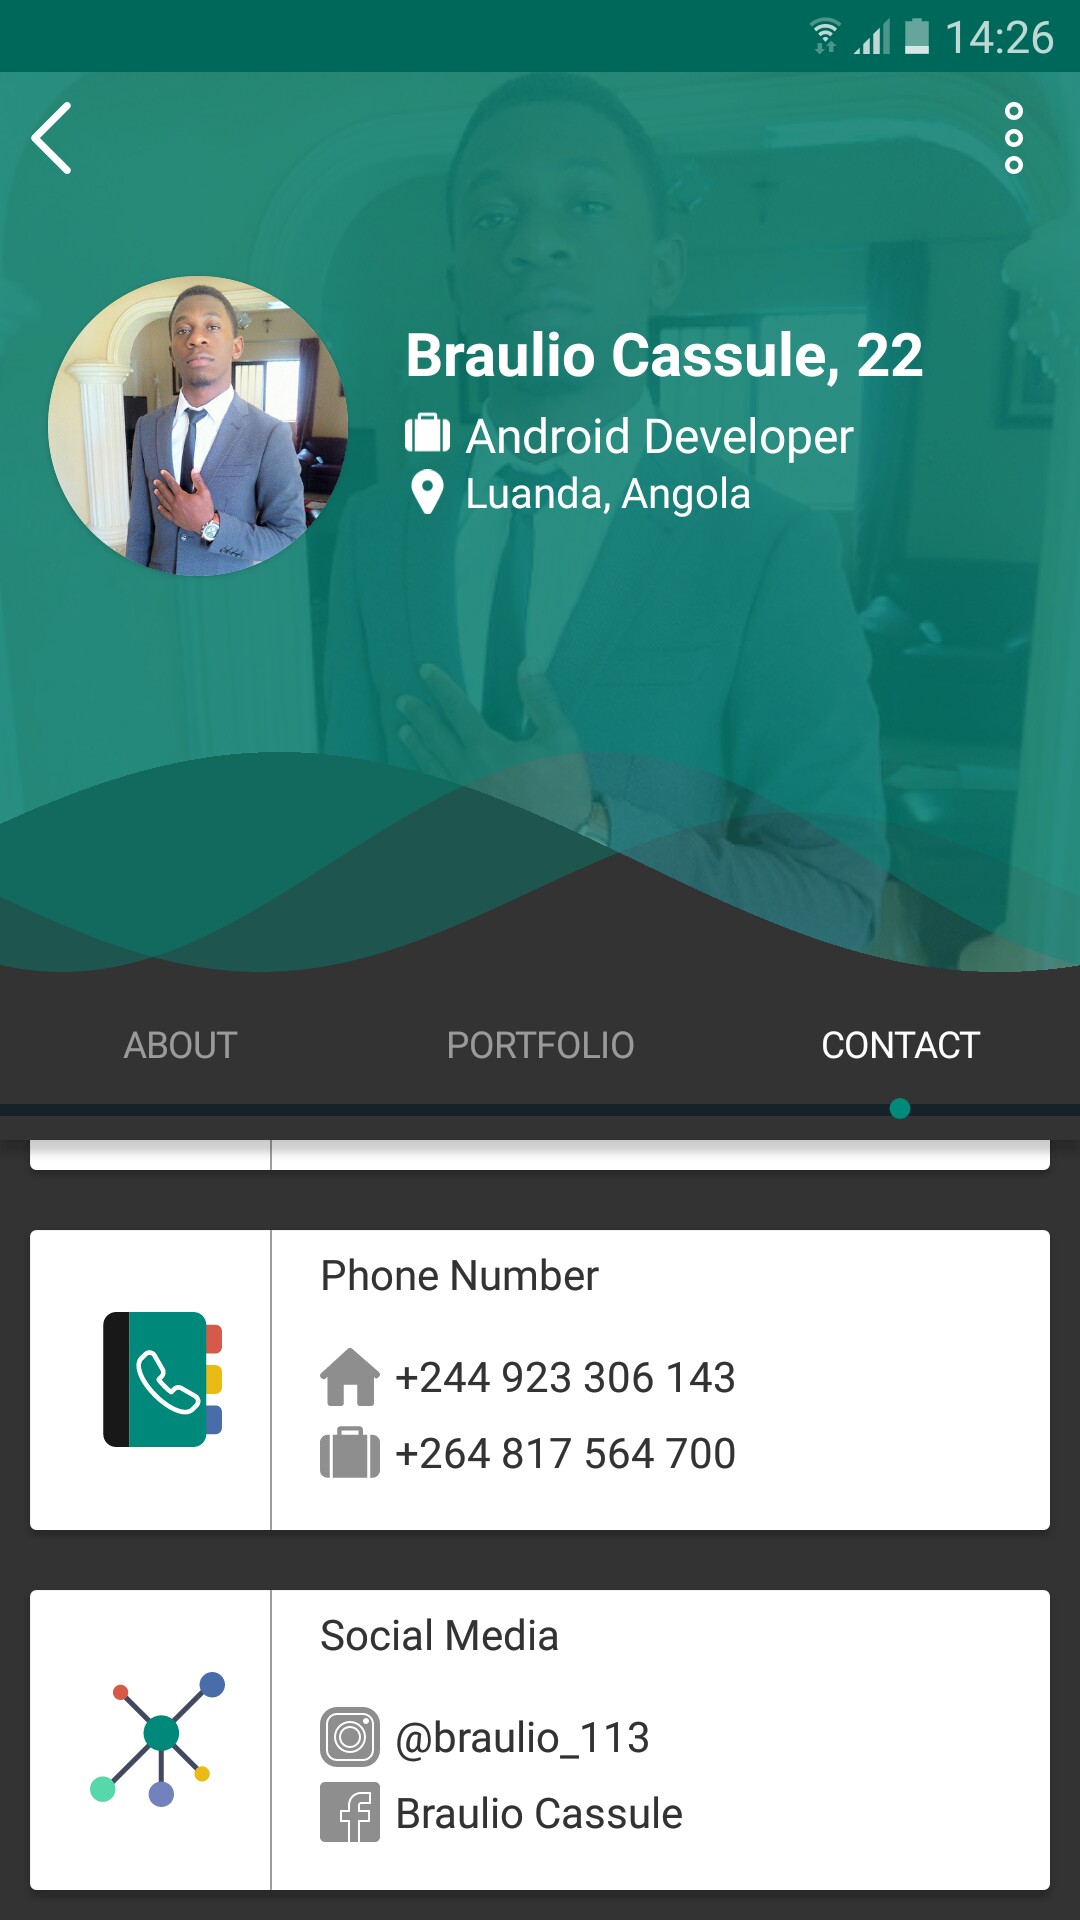 14:26
Braulio Cassule, 22
Android Developer
Luanda, Angola
ABOUT PORTFOLIO CONTACT
Phone Number
+244 923 306 143
+264 817 564 700
Social Media
@braulio_113
Braulio Cassule